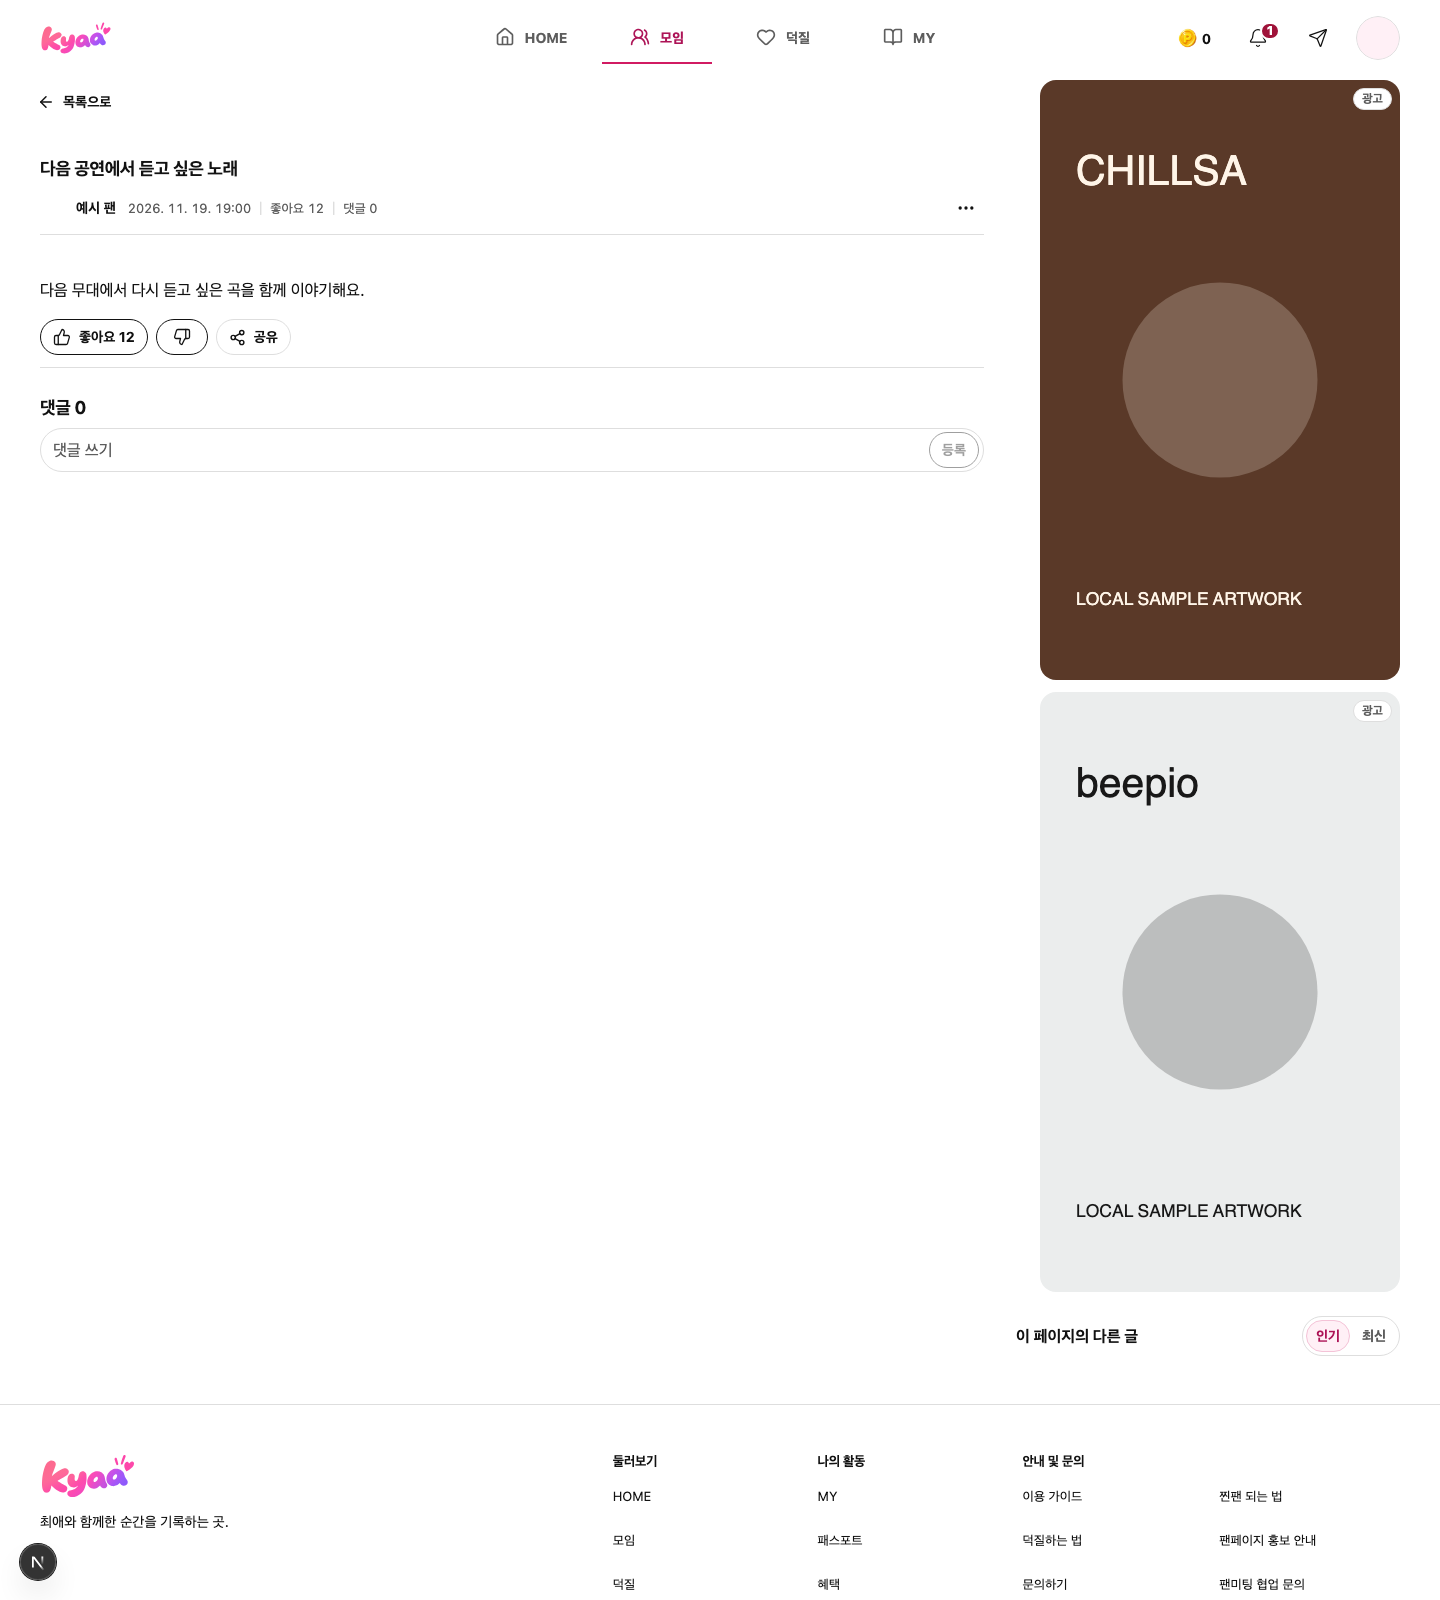 kyaa
HOME
모임
덕질
MY
0
1
목록으로
다음 공연에서 듣고 싶은 노래
예시 팬 2026. 11. 19. 19:00 좋아요 12 댓글 0
다음 무대에서 다시 듣고 싶은 곡을 함께 이야기해요.
좋아요 12
공유
댓글 0
댓글 쓰기
등록
광고
CHILLSA
LOCAL SAMPLE ARTWORK
광고
beepio
LOCAL SAMPLE ARTWORK
이 페이지의 다른 글
인기
최신
kyaa
최애와 함께한 순간을 기록하는 곳.
N
둘러보기
HOME
모임
덕질
나의 활동
MY
패스포트
혜택
안내 및 문의
이용 가이드
덕질하는 법
문의하기
찐팬 되는 법
팬페이지 홍보 안내
팬미팅 협업 문의